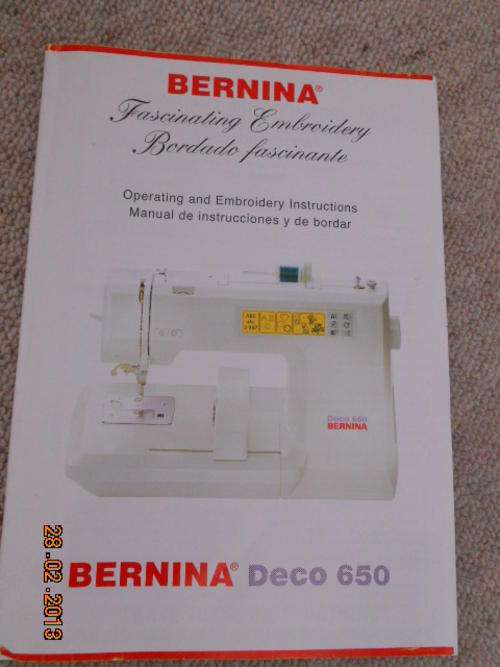 BERNINA®
Fascinating Embroidery
Bordado fascinante
Operating and Embroidery Instructions
Manual de instrucciones y de bordar
ABC
Deco 650
BERNINA
BERNINA® Deco 650
28.02.2013